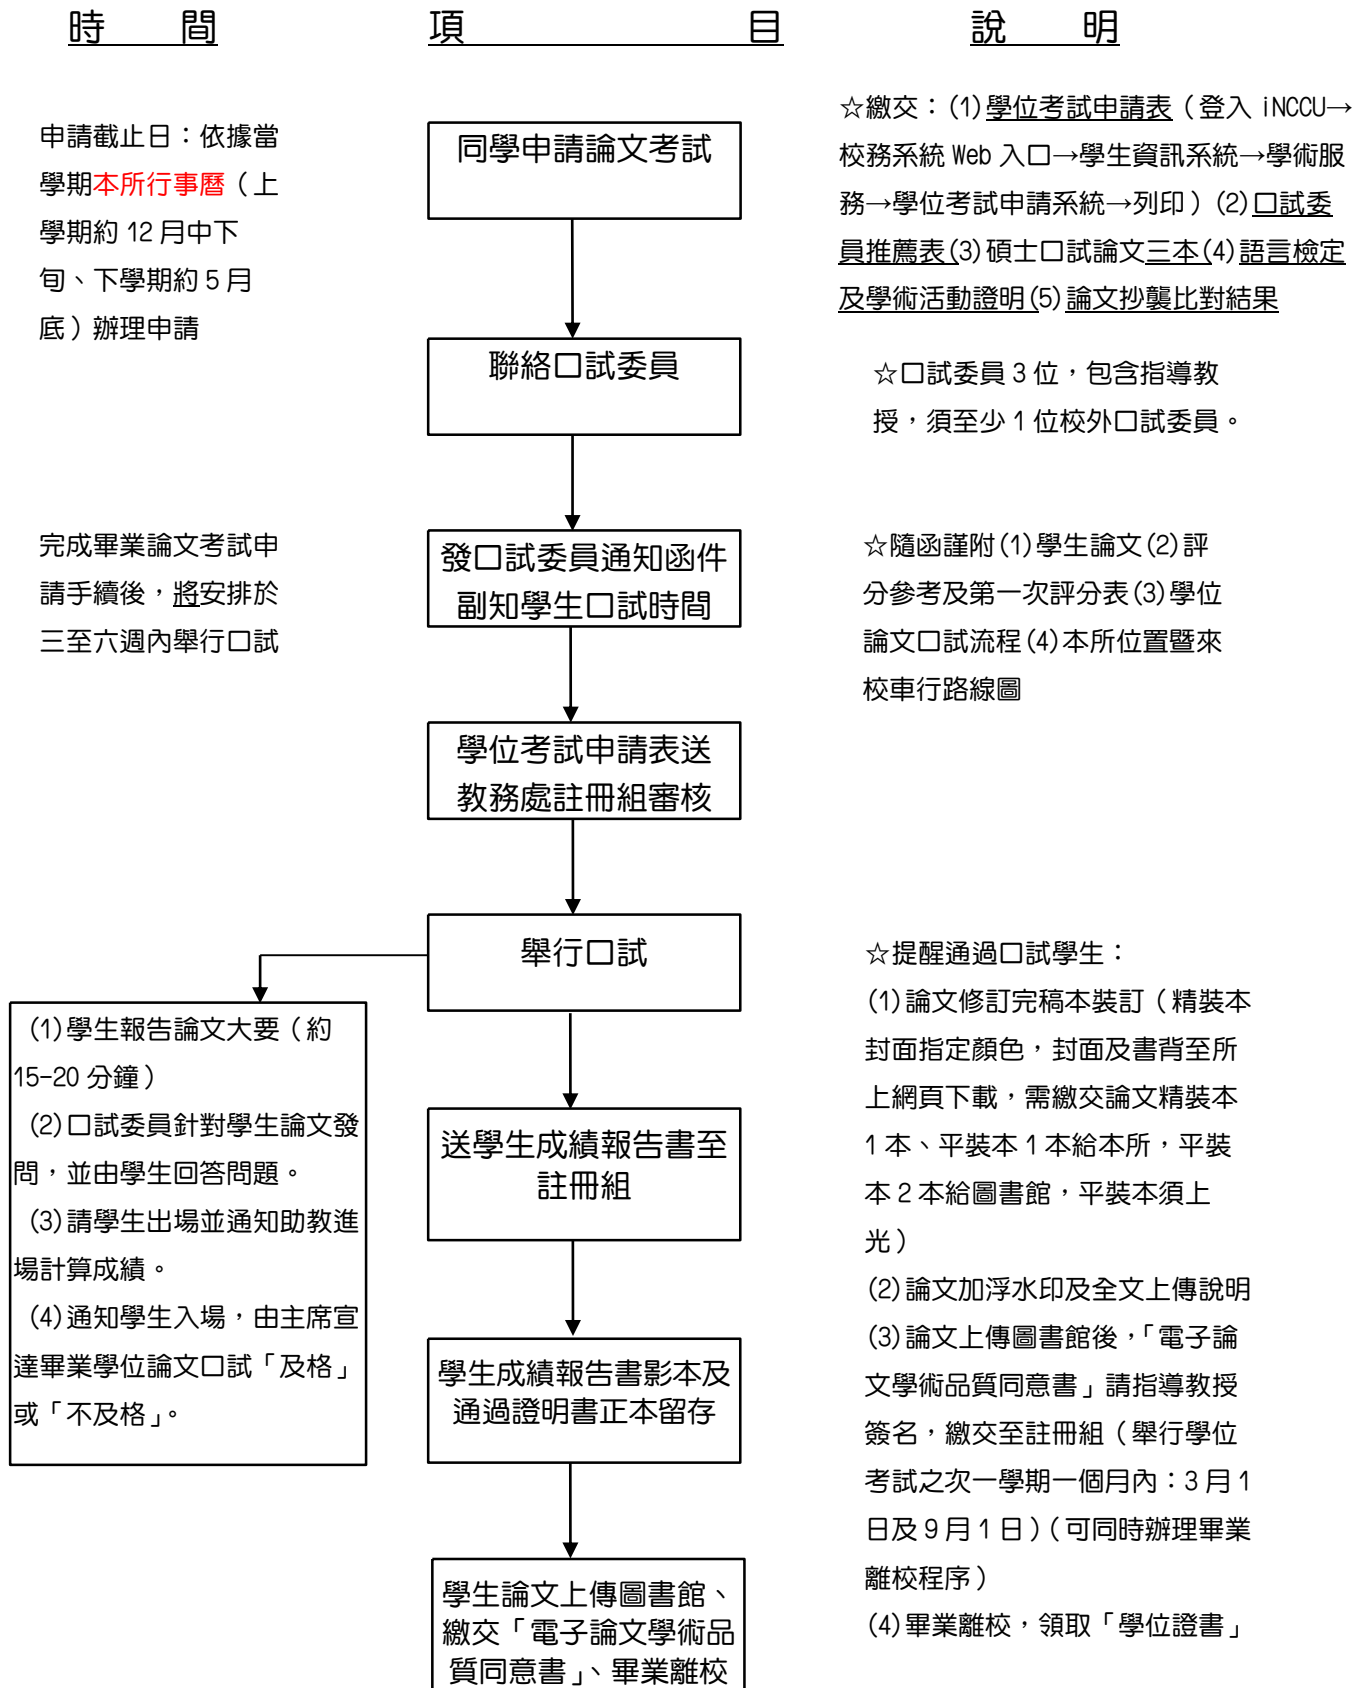 時　　間
項　　　　　　　　目
說　　明
申請截止日：依據當
學期本所行事曆（上
學期約 12 月中下
旬、下學期約 5 月
底）辦理申請
同學申請論文考試
☆繳交：(1)學位考試申請表（登入 iNCCU→
校務系統 Web 入口→學生資訊系統→學術服
務→學位考試申請系統→列印）(2)口試委
員推薦表(3)碩士口試論文三本(4)語言檢定
及學術活動證明(5)論文抄襲比對結果
聯絡口試委員
☆口試委員 3 位，包含指導教
授，須至少 1 位校外口試委員。
完成畢業論文考試申
請手續後，將安排於
三至六週內舉行口試
發口試委員通知函件
副知學生口試時間
☆隨函謹附(1)學生論文(2)評
分參考及第一次評分表(3)學位
論文口試流程(4)本所位置暨來
校車行路線圖
學位考試申請表送
教務處註冊組審核
舉行口試
(1)學生報告論文大要（約
15-20 分鐘）
(2)口試委員針對學生論文發
問，並由學生回答問題。
(3)請學生出場並通知助教進
場計算成績。
(4)通知學生入場，由主席宣
達畢業學位論文口試「及格」
或「不及格」。
送學生成績報告書至
註冊組
學生成績報告書影本及
通過證明書正本留存
學生論文上傳圖書館、
繳交「電子論文學術品
質同意書」、畢業離校
☆提醒通過口試學生：
(1)論文修訂完稿本裝訂（精裝本
封面指定顏色，封面及書背至所
上網頁下載，需繳交論文精裝本
1 本、平裝本 1 本給本所，平裝
本 2 本給圖書館，平裝本須上
光）
(2)論文加浮水印及全文上傳說明
(3)論文上傳圖書館後，「電子論
文學術品質同意書」請指導教授
簽名，繳交至註冊組（舉行學位
考試之次一學期一個月內：3 月 1
日及 9 月 1 日）（可同時辦理畢業
離校程序）
(4)畢業離校，領取「學位證書」